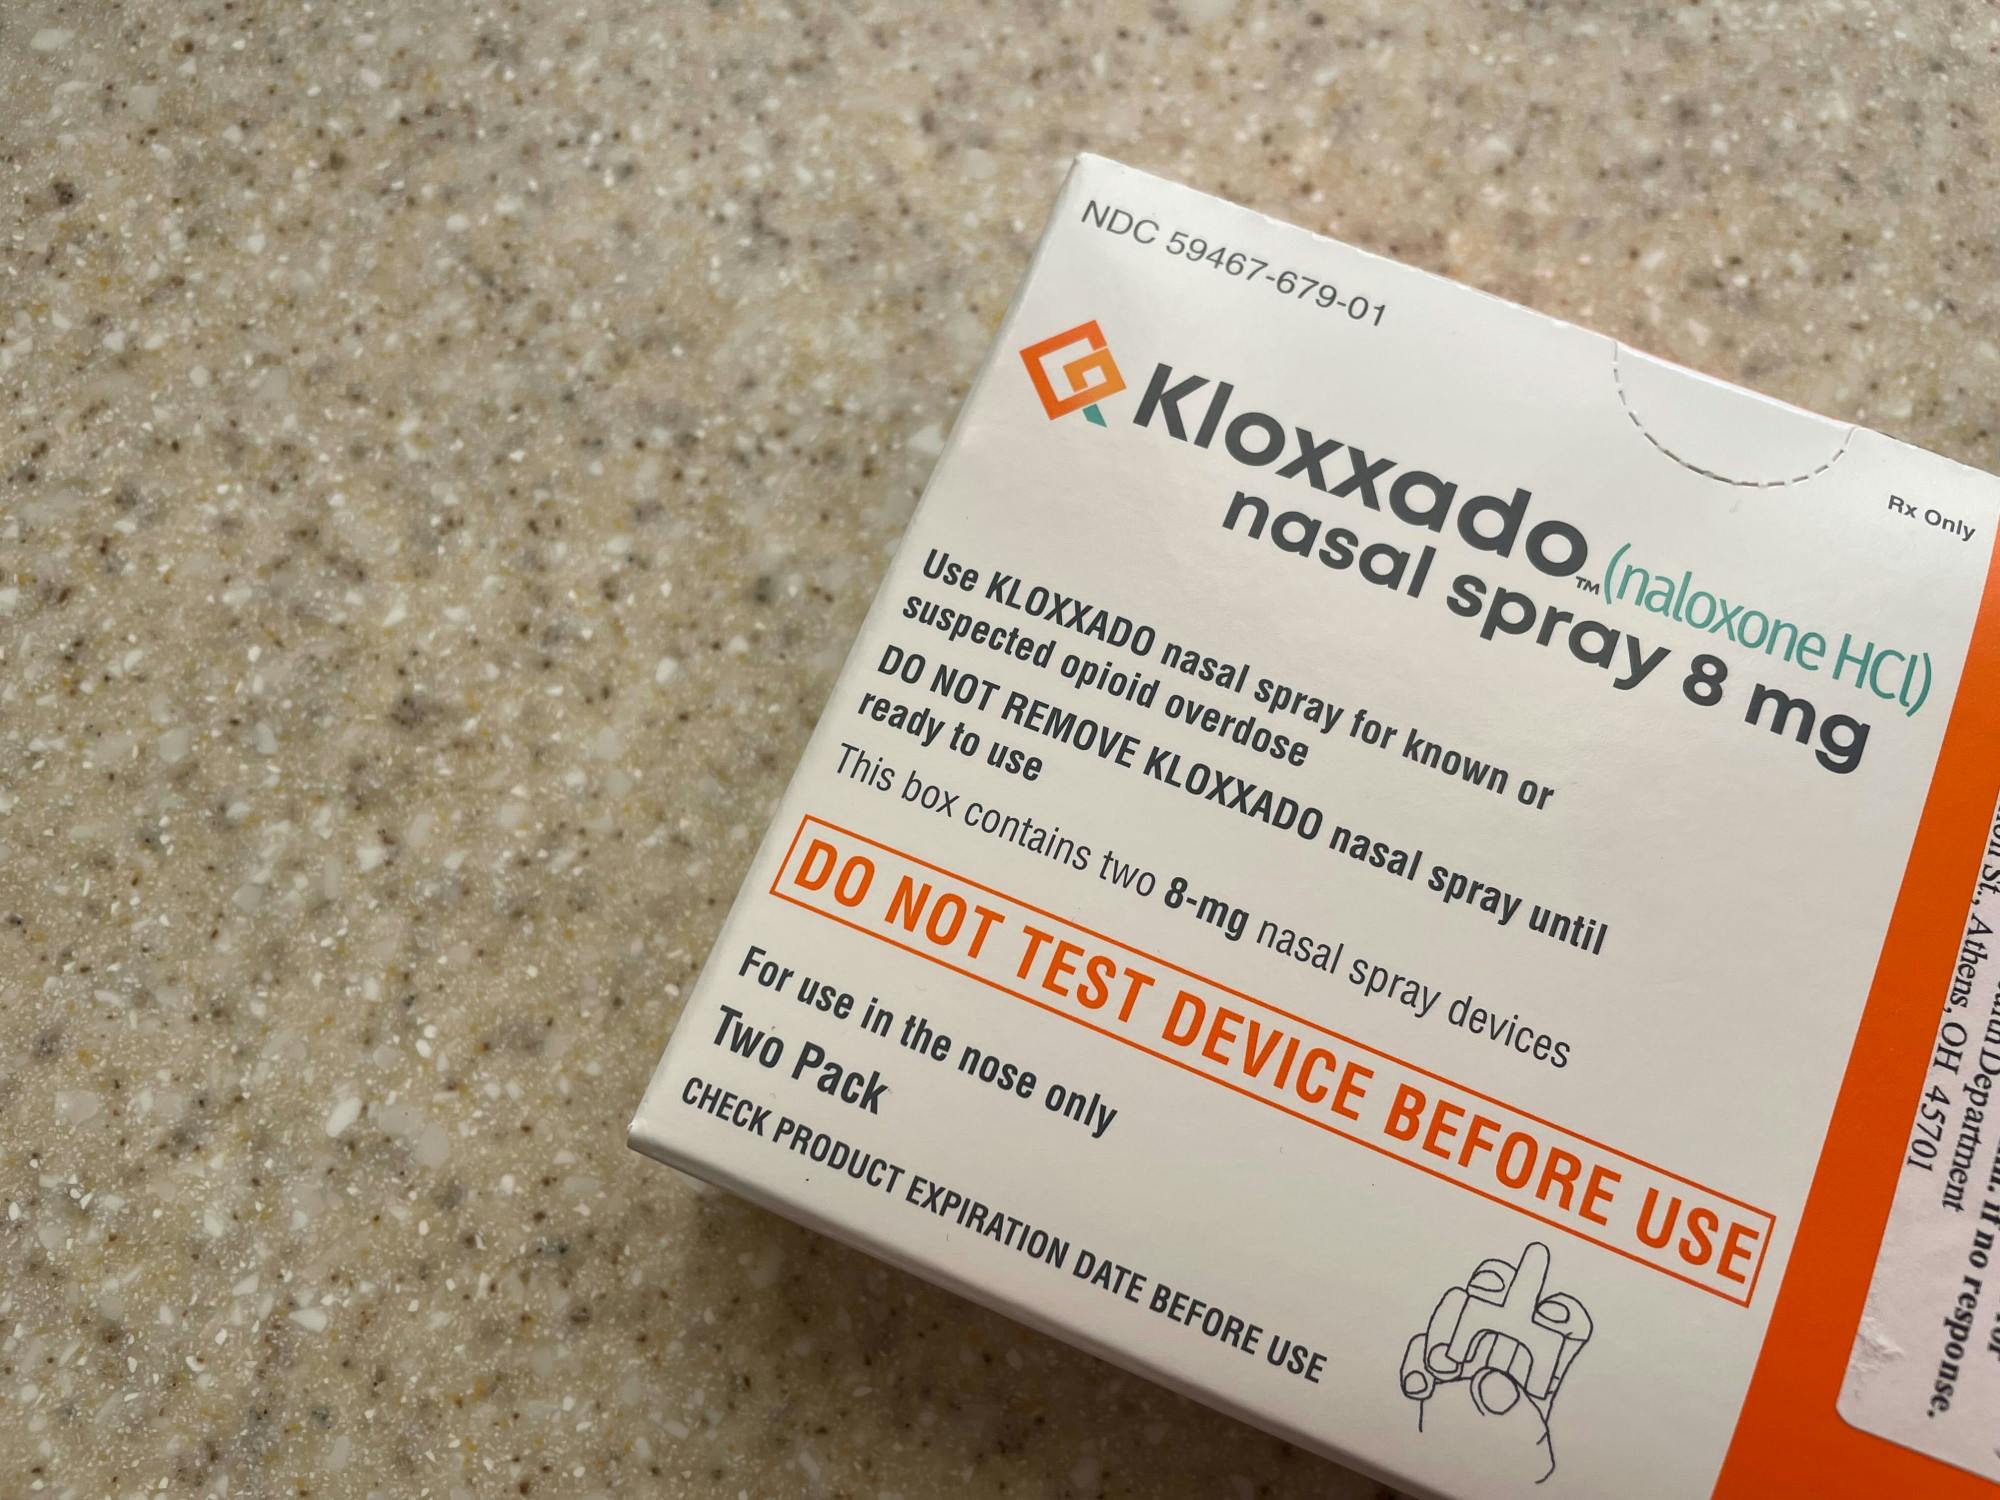 NDC 59467-679-01
Kloxxado™ (naloxone HCl)
nasal spray 8 mg
Rx Only
Use KLOXXADO nasal spray for known or
suspected opioid overdose
DO NOT REMOVE KLOXXADO nasal spray until
ready to use
This box contains two 8-mg nasal spray devices
DO NOT TEST DEVICE BEFORE USE
For use in the nose only
Two Pack
CHECK PRODUCT EXPIRATION DATE BEFORE USE
St., Athens, OH 45701
Department
if no response.